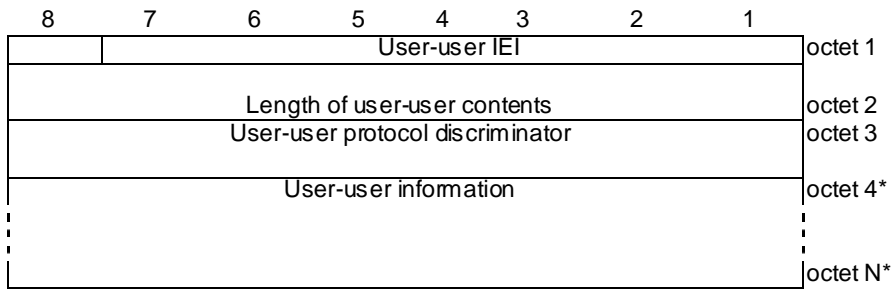 8 7 6 5 4 3 2 1
User-user IEI octet 1
Length of user-user contents octet 2
User-user protocol discriminator octet 3
User-user information octet 4*
octet N*